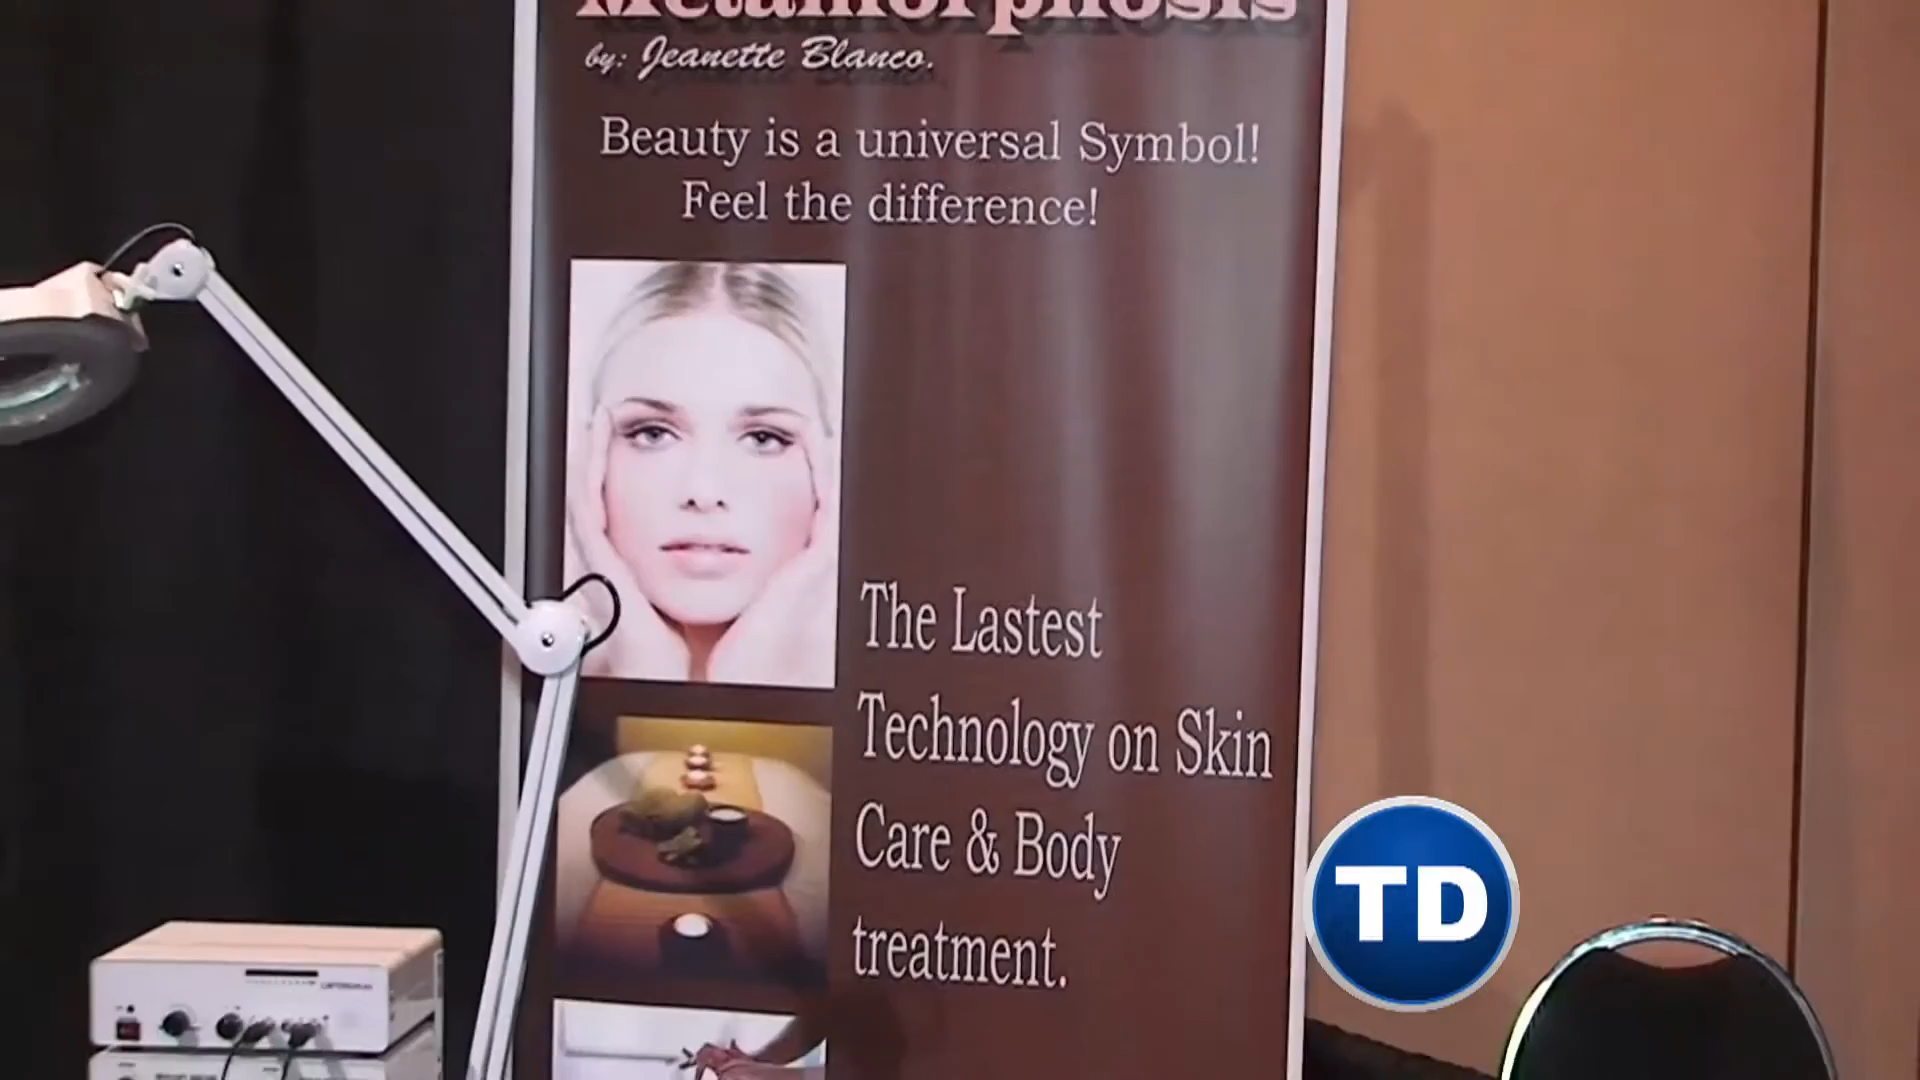 Metamorphosis
by: Jeanette Blanco.
Beauty is a universal Symbol!
Feel the difference!
The Lastest
Technology on Skin
Care & Body
treatment.
TD